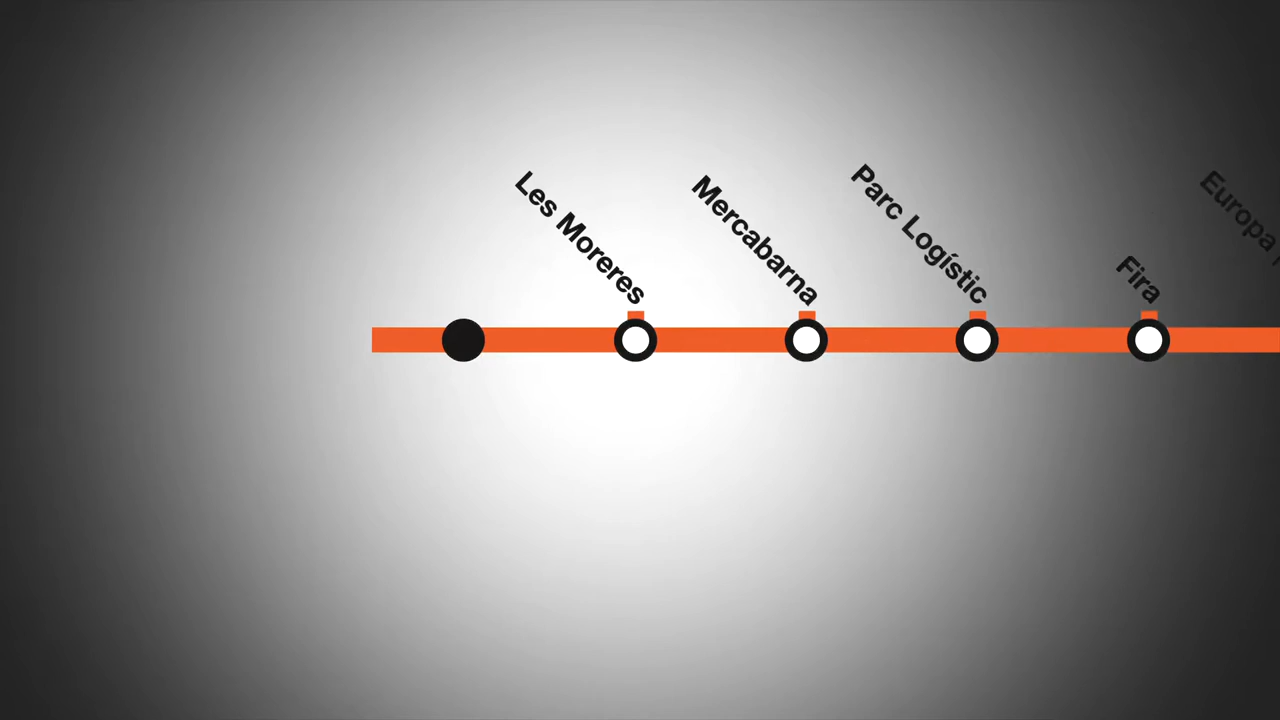 Les Moreres
Mercabarna
Parc Logístic
Fira
Europa